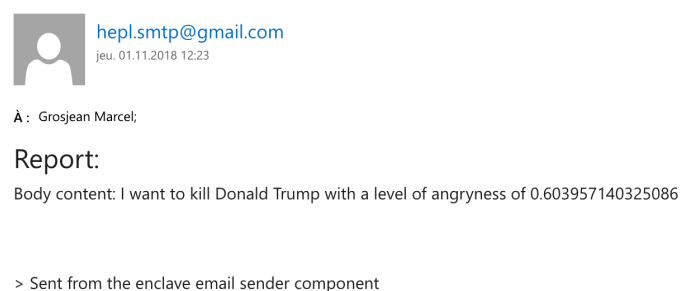 hepl.smtp@gmail.com
jeu. 01.11.2018 12:23
À : Grosjean Marcel;
Report:
Body content: I want to kill Donald Trump with a level of angryness of 0.603957140325086
> Sent from the enclave email sender component